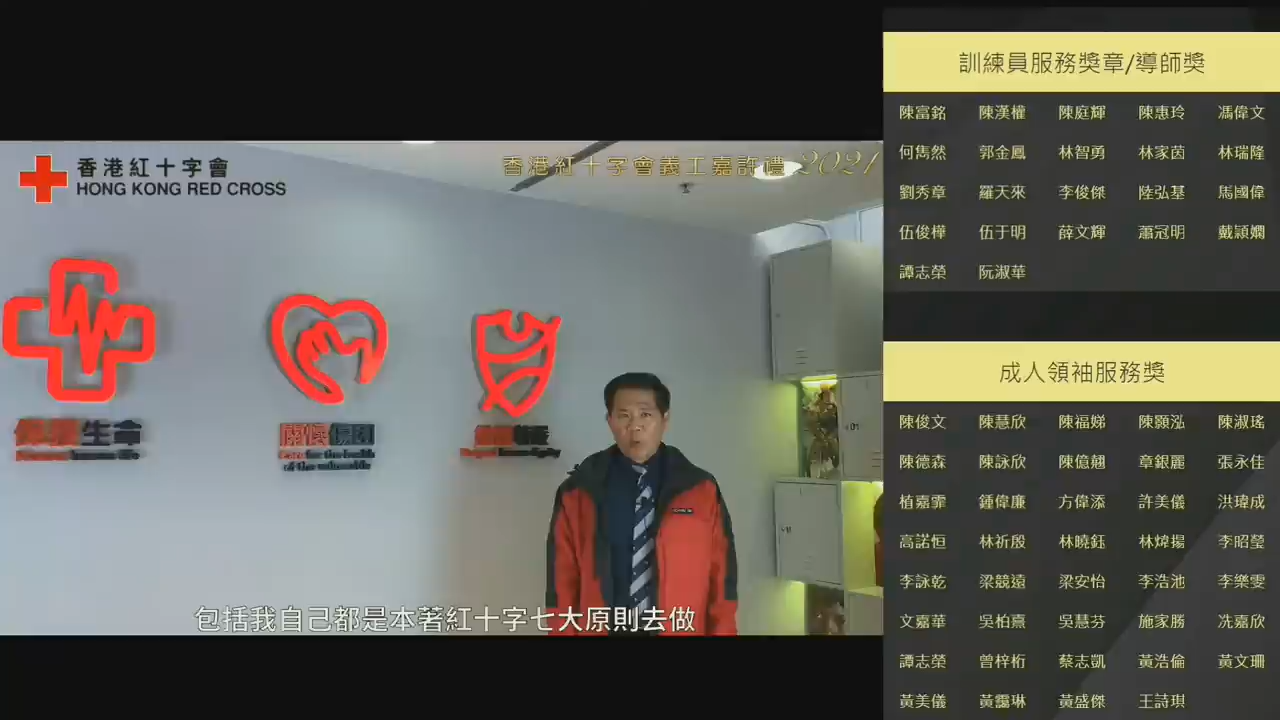 香港紅十字會
HONG KONG RED CROSS
香港紅十字會義工嘉許禮 2021
保護生命
關懷傷困
Care for the health
of the vulnerable
包括我自己都是本著紅十字七大原則去做
訓練員服務獎章/導師獎
陳富銘 陳漢權 陳庭輝 陳惠玲 馮偉文
何雋然 郭金鳳 林智勇 林家茵 林瑞隆
劉秀章 羅天來 李俊傑 陸弘基 馬國偉
伍俊樺 伍于明 薛文輝 蕭冠明 戴穎嫻
譚志榮 阮淑華
成人領袖服務獎
陳俊文 陳慧欣 陳福娣 陳顥泓 陳淑瑤
陳德森 陳詠欣 陳億翹 章銀麗 張永佳
植嘉霏 鍾偉廉 方偉添 許美儀 洪瑋成
高諾恒 林祈殷 林曉鈺 林煒揚 李昭瑩
李詠乾 梁競遠 梁安怡 李浩池 李樂雯
文嘉華 吳柏熹 吳慧芬 施家勝 冼嘉欣
譚志榮 曾梓桁 蔡志凱 黃浩倫 黃文珊
黃美儀 黃靄琳 黃盛傑 王詩琪